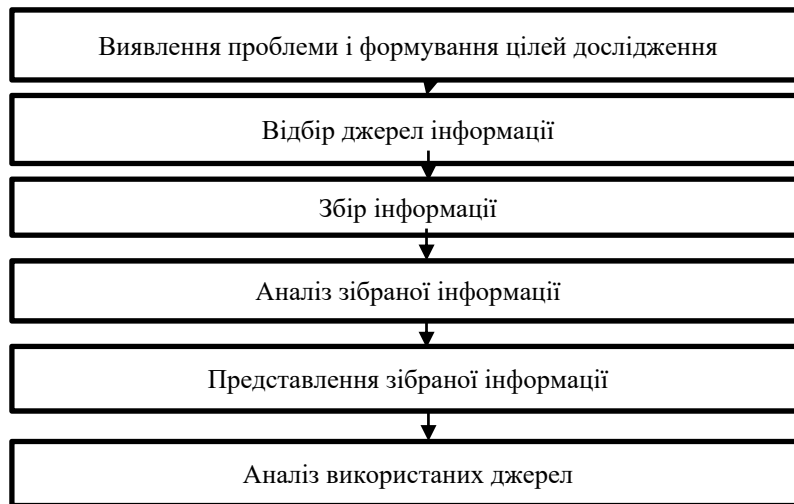 Виявлення проблеми і формування цілей дослідження
Відбір джерел інформації
Збір інформації
Аналіз зібраної інформації
Представлення зібраної інформації
Аналіз використаних джерел